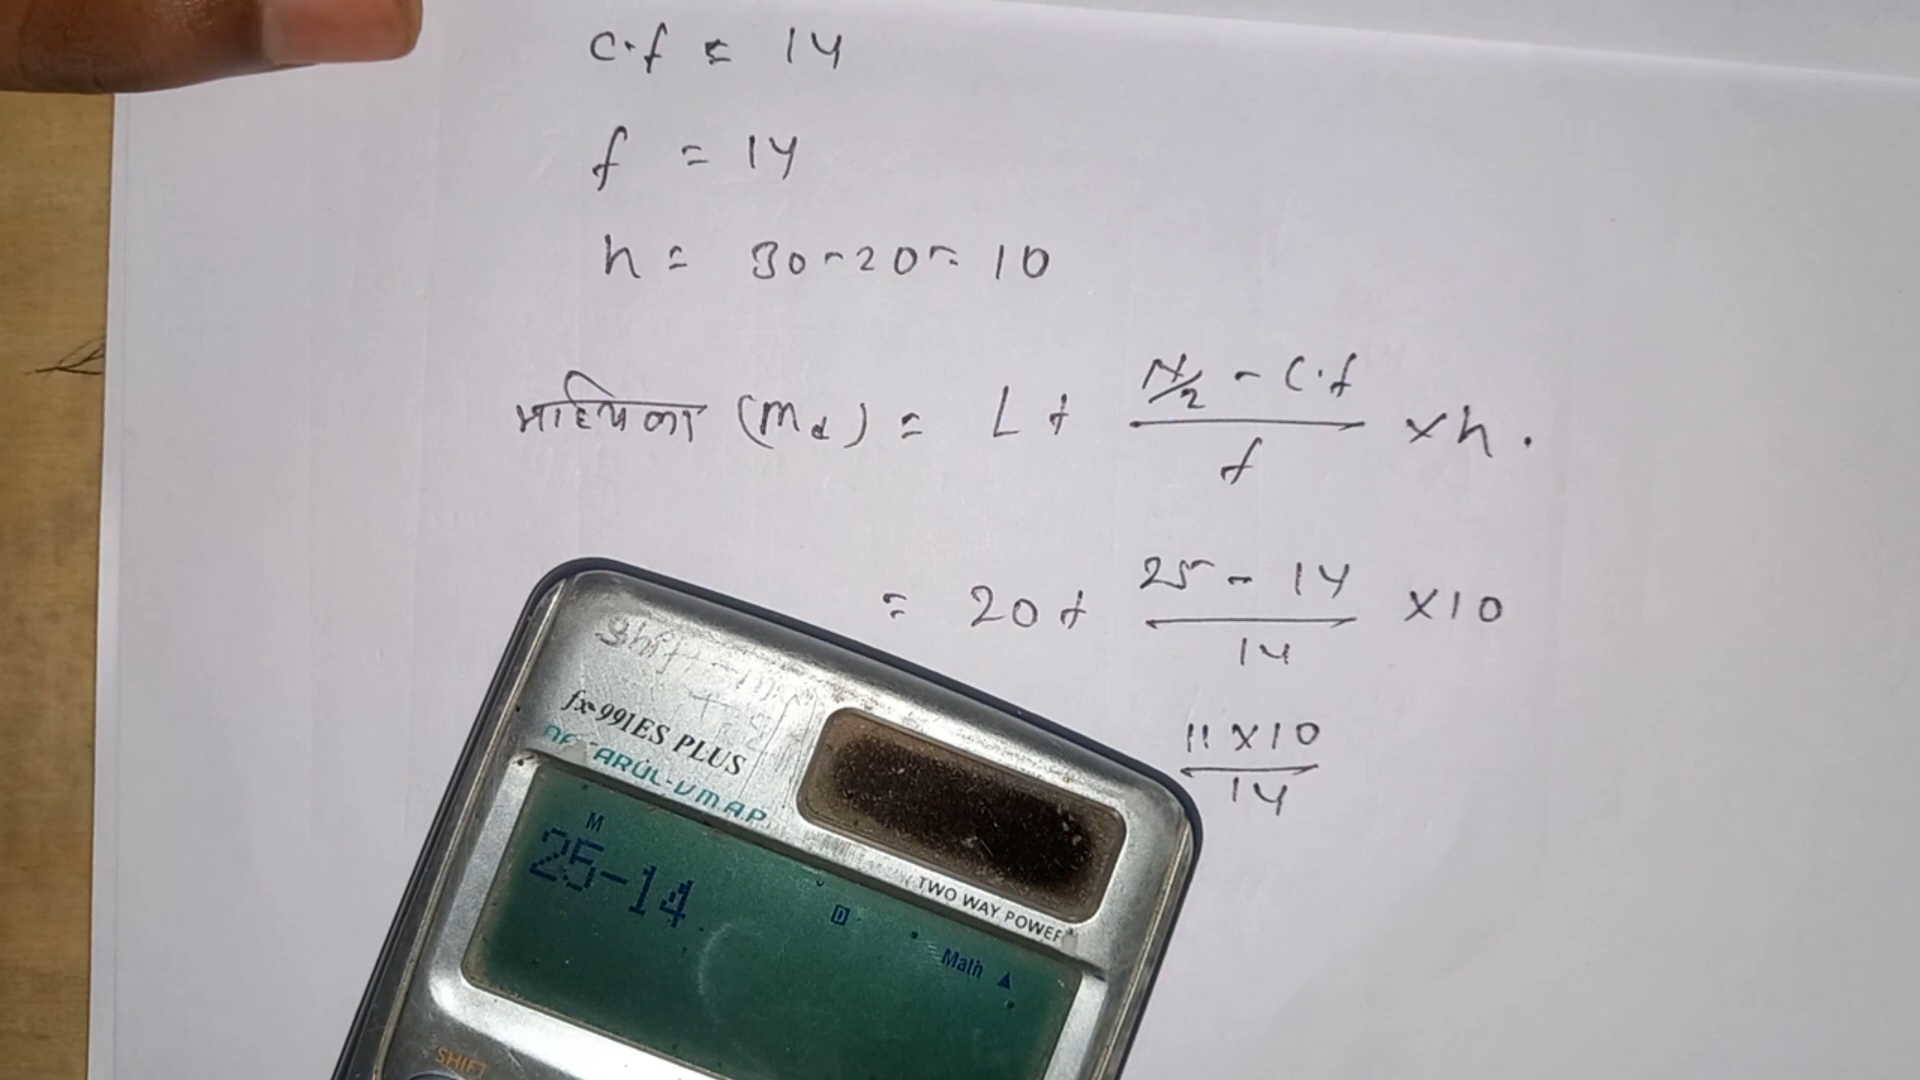 c.f = 14
f = 14
h = 30-20 = 10
माध्यिका (Md) = L + (N/2 - c.f)/f × h.
= 20 + (25 - 14)/14 × 10
11×10/14
fx-991ES PLUS
TWO WAY POWER
M
25-14
D
Math ▲
SHIFT